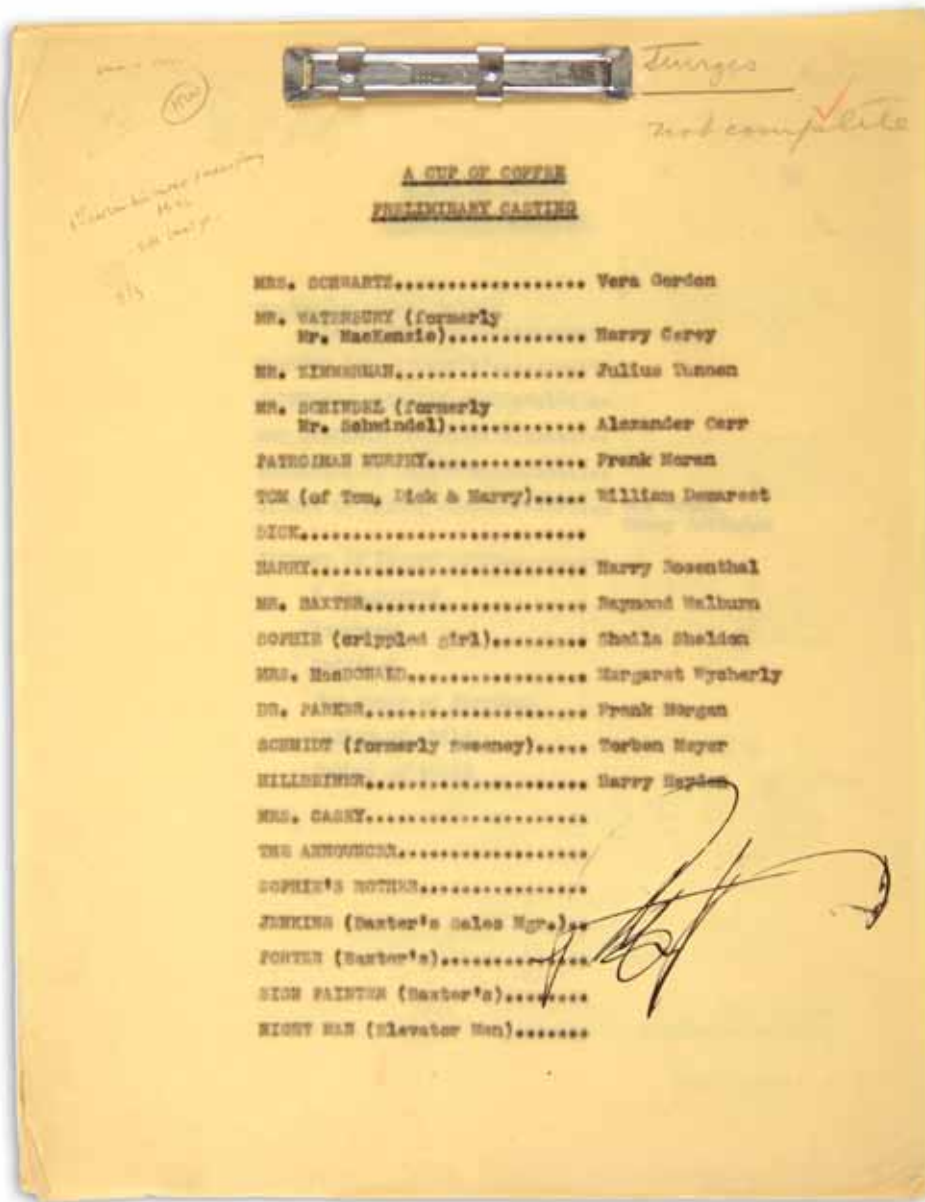 Sturges
not complete
A CUP OF COFFEE
PRELIMINARY CASTING
MRS. SCHWARTZ.................. Vera Gordon
MR. WATERBURY (formerly
Mr. MacKenzie)............. Harry Carey
MR. ZIMMERMAN.................. Julius Tannen
MR. SCHINDEL (formerly
Mr. Schwindel)............. Alexander Carr
PATROLMAN MURPHY............... Frank Moran
TOM (of Tom, Dick & Harry)..... William Demarest
DICK...........................
HARRY.......................... Harry Rosenthal
MR. BAXTER..................... Raymond Walburn
SOPHIE (crippled girl)......... Sheila Sheldon
MRS. MacDONALD................. Margaret Wycherly
DR. PARKER..................... Frank Morgan
SCHMIDT (formerly Sweeney)..... Torben Meyer
HILLBEINER..................... Harry Hayden
MRS. CASEY.....................
THE ANNOUNCER..................
SOPHIE'S MOTHER................
JENKINS (Baxter's Sales Mgr.)..
PORTER (Baxter's)..............
SIGN PAINTER (Baxter's)........
NIGHT MAN (Elevator Man).......